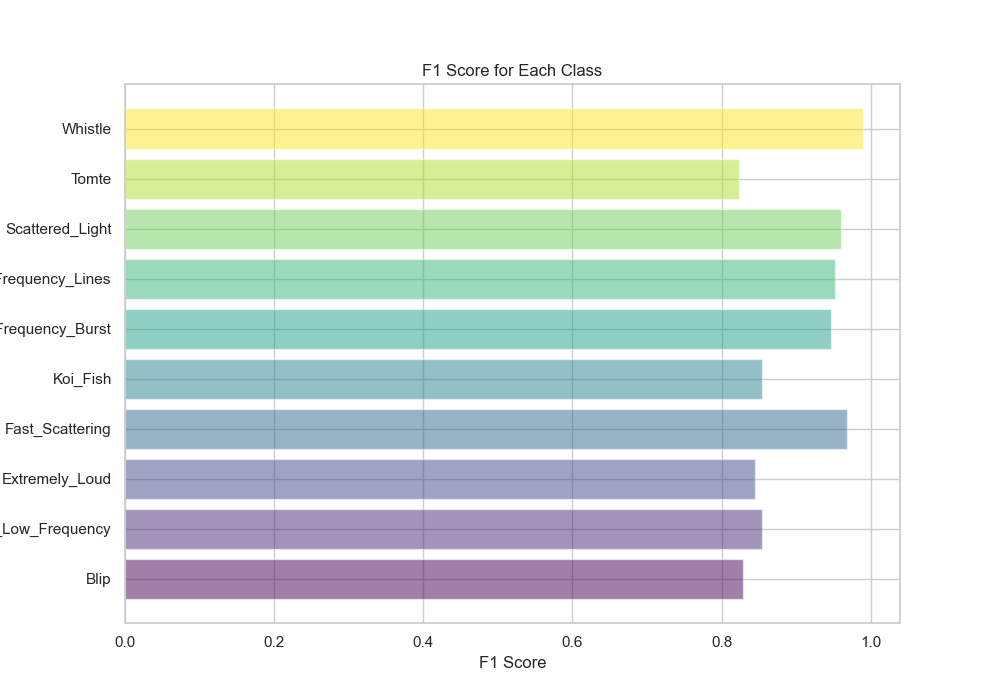 F1 Score for Each Class
Whistle
Tomte
Scattered_Light
Frequency_Lines
Frequency_Burst
Koi_Fish
Fast_Scattering
Extremely_Loud
_Low_Frequency
Blip
0.0 0.2 0.4 0.6 0.8 1.0
F1 Score